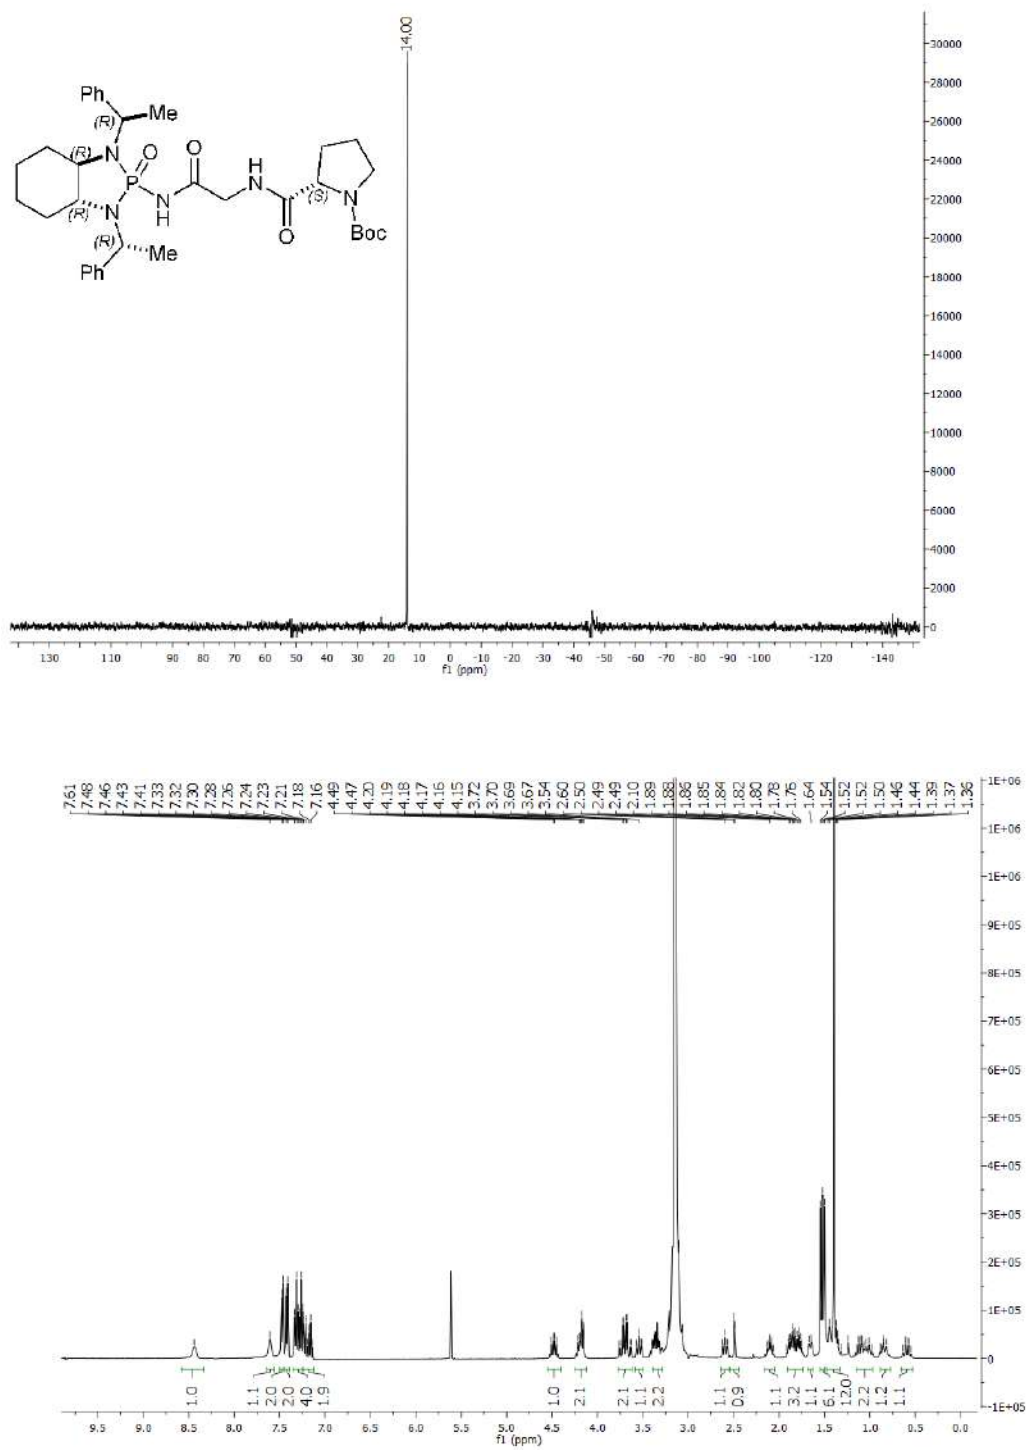 14.00
30000
28000
26000
24000
22000
20000
18000
16000
14000
12000
10000
8000
6000
4000
2000
0
Ph
Me
(R)
(R)
N
O
P
N
H
O
H
N
O
(S)
N
Boc
(R)
N
(R)
Me
Ph
130 110 90 80 70 60 50 40 30 20 10 0 -10 -20 -30 -40 -50 -60 -70 -80 -100 -120 -140
f1 (ppm)
7.61 7.48 7.46 7.43 7.41 7.33 7.32 7.30 7.28 7.26 7.24 7.23 7.21 7.18 7.16 4.49 4.47 4.20 4.19 4.18 4.17 4.16 4.15 3.72 3.70 3.69 3.67 3.54 2.60 2.50 2.49 2.49 2.10 1.89 1.88 1.86 1.85 1.84 1.82 1.80 1.78 1.76 1.64 1.54 1.52 1.52 1.50 1.46 1.44 1.39 1.37 1.36
1E+06
1E+06
1E+06
9E+05
8E+05
7E+05
6E+05
5E+05
4E+05
3E+05
2E+05
1E+05
0
-1E+05
1.0 1.1 2.0 2.0 4.0 1.9 1.0 2.1 2.1 1.1 2.2 1.1 0.9 1.1 3.2 1.1 6.1 12.0 2.2 1.2 1.1
9.5 9.0 8.5 8.0 7.5 7.0 6.5 6.0 5.5 5.0 4.5 4.0 3.5 3.0 2.5 2.0 1.5 1.0 0.5 0.0
f1 (ppm)